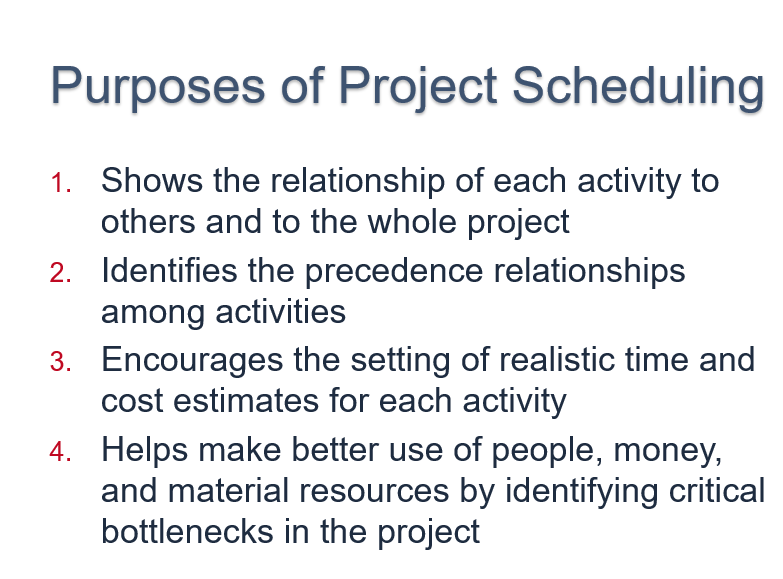 Purposes of Project Scheduling
1. Shows the relationship of each activity to
others and to the whole project
2. Identifies the precedence relationships
among activities
3. Encourages the setting of realistic time and
cost estimates for each activity
4. Helps make better use of people, money,
and material resources by identifying critical
bottlenecks in the project